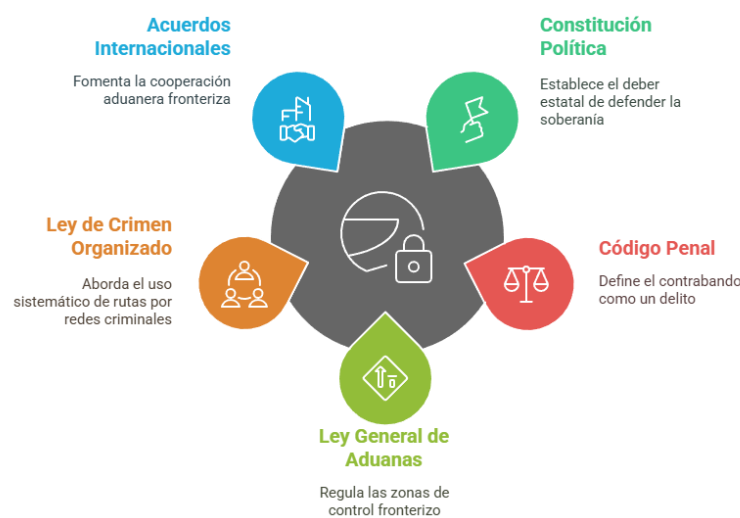 Acuerdos
Internacionales
Fomenta la cooperación
aduanera fronteriza
Constitución
Política
Establece el deber
estatal de defender la
soberanía
Ley de Crimen
Organizado
Aborda el uso
sistemático de rutas por
redes criminales
Código Penal
Define el contrabando
como un delito
Ley General de
Aduanas
Regula las zonas de
control fronterizo